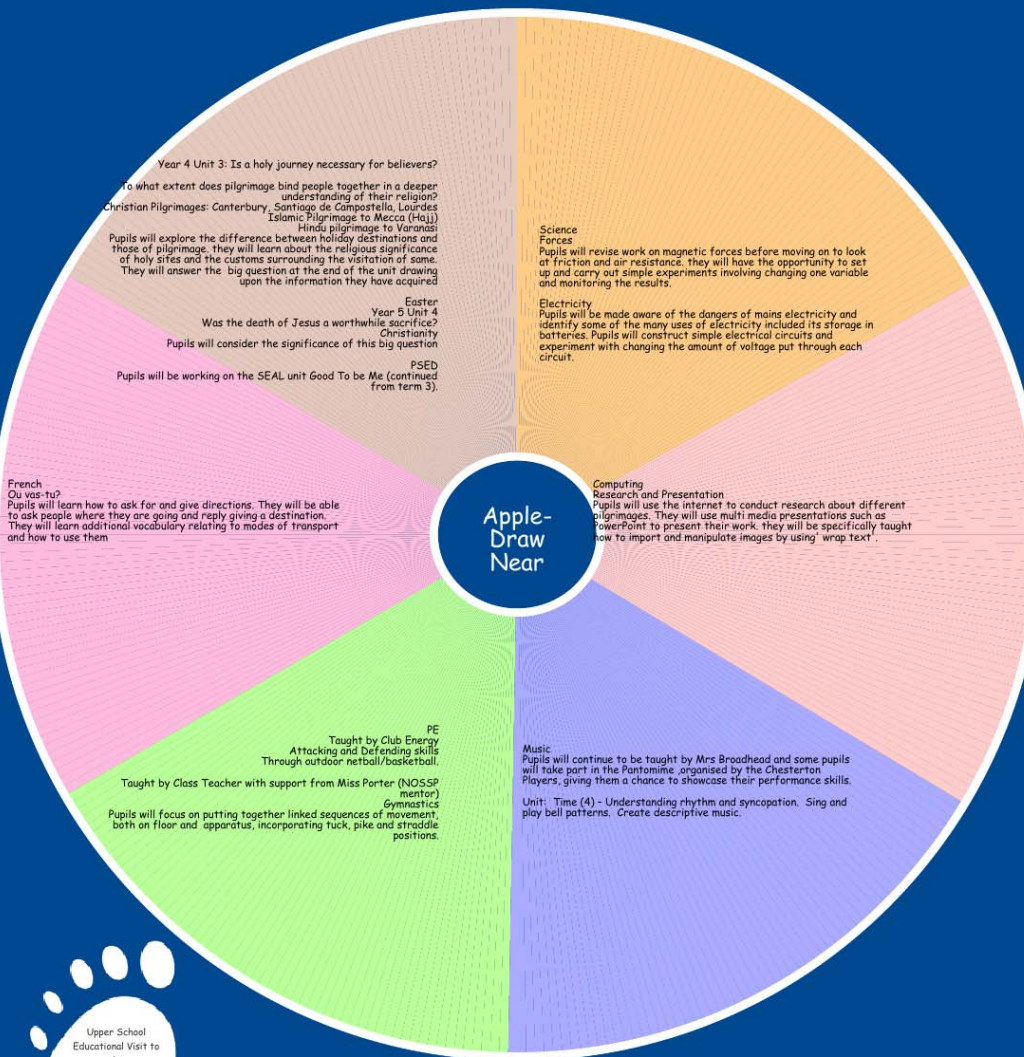 Year 4 Unit 3: Is a holy journey necessary for believers?
To what extent does pilgrimage bind people together in a deeper
understanding of their religion?
Christian Pilgrimages: Canterbury, Santiago de Campostella, Lourdes
Islamic Pilgrimage to Mecca (Hajj)
Hindu pilgrimage to Varanasi
Pupils will explore the difference between holiday destinations and
those of pilgrimage. they will learn about the religious significance
of holy sites and the customs surrounding the visitation of same.
They will answer the big question at the end of the unit drawing
upon the information they have acquired
Easter
Year 5 Unit 4
Was the death of Jesus a worthwhile sacrifice?
Christianity
Pupils will consider the significance of this big question
PSED
Pupils will be working on the SEAL unit Good To be Me (continued
from term 3).
Science
Forces
Pupils will revise work on magnetic forces before moving on to look
at friction and air resistance. they will have the opportunity to set
up and carry out simple experiments involving changing one variable
and monitoring the results.
Electricity
Pupils will be made aware of the dangers of mains electricity and
identify some of the many uses of electricity included its storage in
batteries. Pupils will construct simple electrical circuits and
experiment with changing the amount of voltage put through each
circuit.
French
Ou vas-tu?
Pupils will learn how to ask for and give directions. They will be able
to ask people where they are going and reply giving a destination.
They will learn additional vocabulary relating to modes of transport
and how to use them
Apple-
Draw
Near
Computing
Research and Presentation
Pupils will use the internet to conduct research about different
pilgrimages. They will use multi media presentations such as
PowerPoint to present their work. they will be specifically taught
how to import and manipulate images by using' wrap text'.
PE
Taught by Club Energy
Attacking and Defending skills
Through outdoor netball/basketball.
Taught by Class Teacher with support from Miss Porter (NOSSP
mentor)
Gymnastics
Pupils will focus on putting together linked sequences of movement,
both on floor and apparatus, incorporating tuck, pike and straddle
positions.
Music
Pupils will continue to be taught by Mrs Broadhead and some pupils
will take part in the Pantomime ,organised by the Chesterton
Players, giving them a chance to showcase their performance skills.
Unit: Time (4) – Understanding rhythm and syncopation. Sing and
play bell patterns. Create descriptive music.
Upper School
Educational Visit to